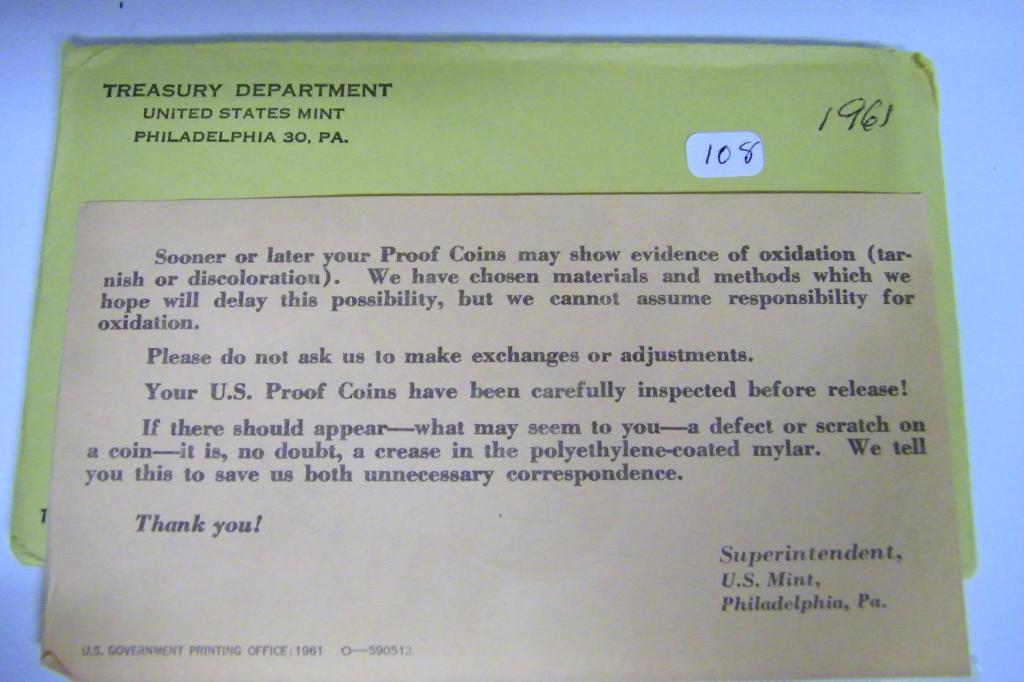 TREASURY DEPARTMENT
UNITED STATES MINT
PHILADELPHIA 30, PA.
1961
108
Sooner or later your Proof Coins may show evidence of oxidation (tar-
nish or discoloration). We have chosen materials and methods which we
hope will delay this possibility, but we cannot assume responsibility for
oxidation.
Please do not ask us to make exchanges or adjustments.
Your U.S. Proof Coins have been carefully inspected before release!
If there should appear—what may seem to you—a defect or scratch on
a coin—it is, no doubt, a crease in the polyethylene-coated mylar. We tell
you this to save us both unnecessary correspondence.
Thank you!
Superintendent,
U.S. Mint,
Philadelphia, Pa.
U.S. GOVERNMENT PRINTING OFFICE: 1961 O—590512